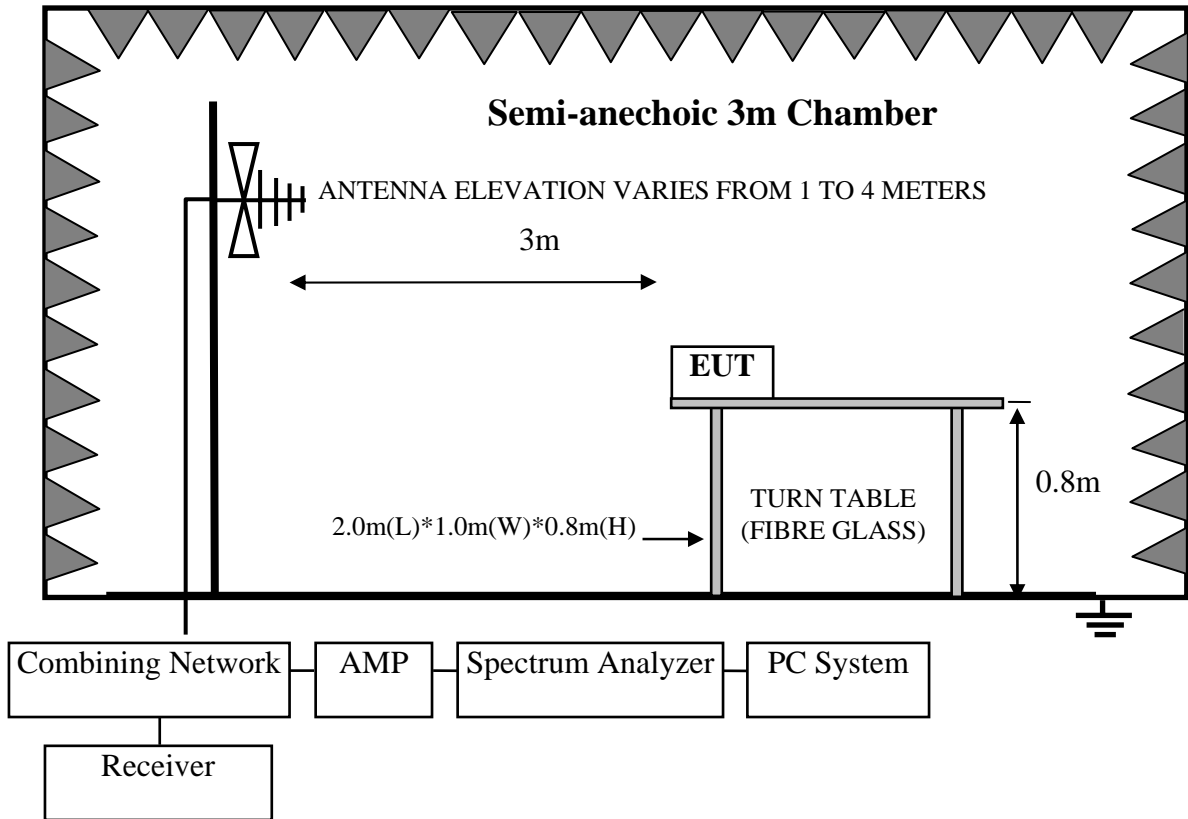 Semi-anechoic 3m Chamber
ANTENNA ELEVATION VARIES FROM 1 TO 4 METERS
3m
EUT
0.8m
TURN TABLE
(FIBRE GLASS)
2.0m(L)*1.0m(W)*0.8m(H)
Combining Network
AMP
Spectrum Analyzer
PC System
Receiver